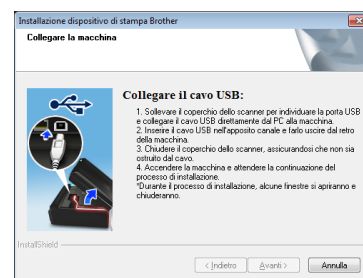 Installazione dispositivo di stampa Brother
Collegare la macchina
Collegare il cavo USB:
1. Sollevare il coperchio dello scanner per individuare la porta USB
e collegare il cavo USB direttamente dal PC alla macchina.
2. Inserire il cavo USB nell'apposito canale e farlo uscire dal retro
della macchina.
3. Chiudere il coperchio dello scanner, assicurandosi che non sia
ostruito dal cavo.
4. Accendere la macchina e attendere la continuazione del
processo di installazione.
*Durante il processo di installazione, alcune finestre si apriranno e
chiuderanno.
InstallShield
< Indietro
Avanti >
Annulla